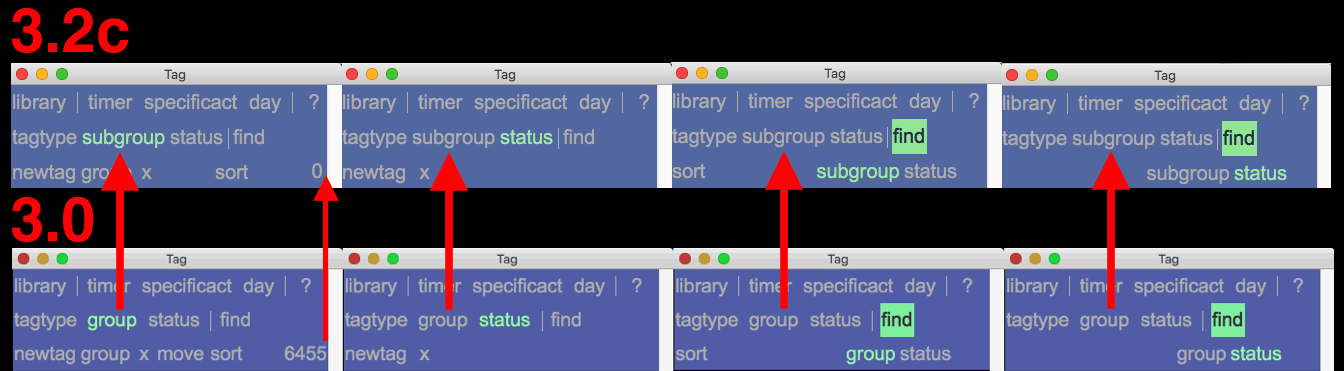 3.2c
Tag Tag Tag Tag
library | timer specificact day | ? library | timer specificact day | ? library | timer specificact day | ? library | timer specificact day | ?
tagtype subgroup status | find tagtype subgroup status | find tagtype subgroup status | find tagtype subgroup status | find
newtag group x sort 0 newtag x sort subgroup status subgroup status
3.0
Tag Tag Tag Tag
library | timer specificact day | ? library | timer specificact day | ? library | timer specificact day | ? library | timer specificact day | ?
tagtype group status | find tagtype group status | find tagtype group status | find tagtype group status | find
newtag group x move sort 6455 newtag x sort group status group status